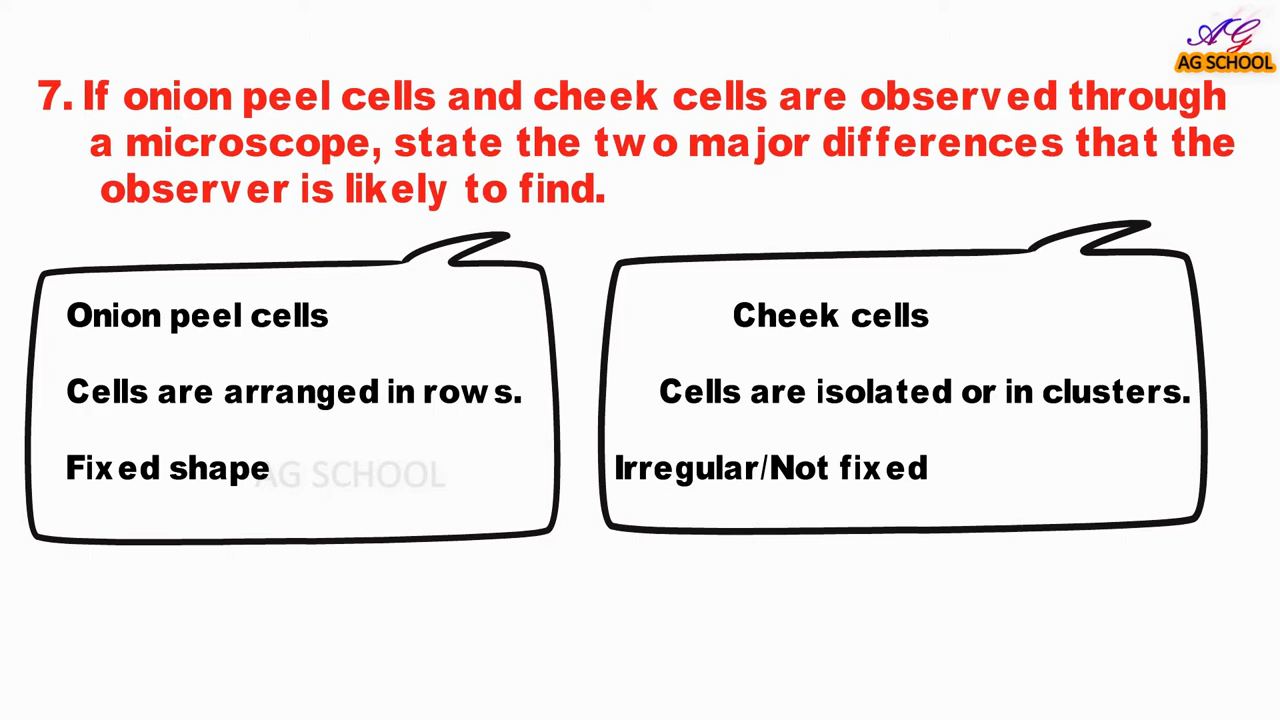 AG
AG SCHOOL
7. If onion peel cells and cheek cells are observed through
a microscope, state the two major differences that the
observer is likely to find.
Onion peel cells
Cells are arranged in rows.
Fixed shape
AG SCHOOL
Cheek cells
Cells are isolated or in clusters.
Irregular/Not fixed